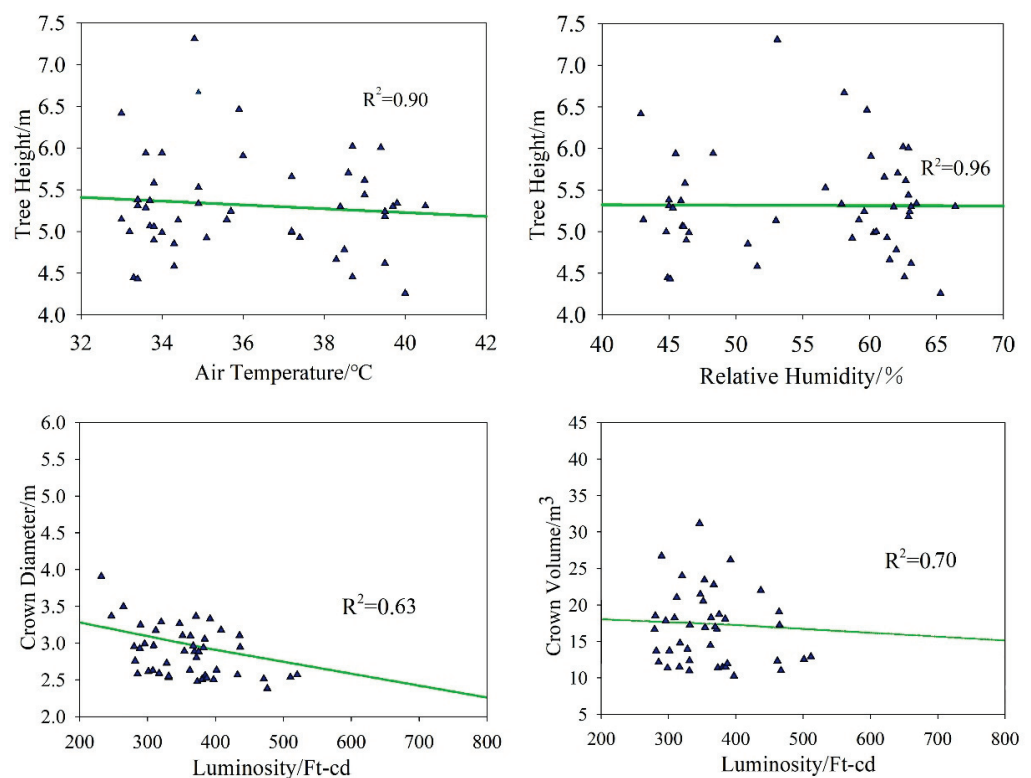 7.5
7.0
6.5
6.0
5.5
5.0
4.5
4.0
Tree Height/m
R²=0.90
32 34 36 38 40 42
Air Temperature/°C
7.5
7.0
6.5
6.0
5.5
5.0
4.5
4.0
Tree Height/m
R²=0.96
40 45 50 55 60 65 70
Relative Humidity/%
6.0
5.5
5.0
4.5
4.0
3.5
3.0
2.5
2.0
Crown Diameter/m
R²=0.63
200 300 400 500 600 700 800
Luminosity/Ft-cd
45
40
35
30
25
20
15
10
5
Crown Volume/m³
R²=0.70
200 300 400 500 600 700 800
Luminosity/Ft-cd